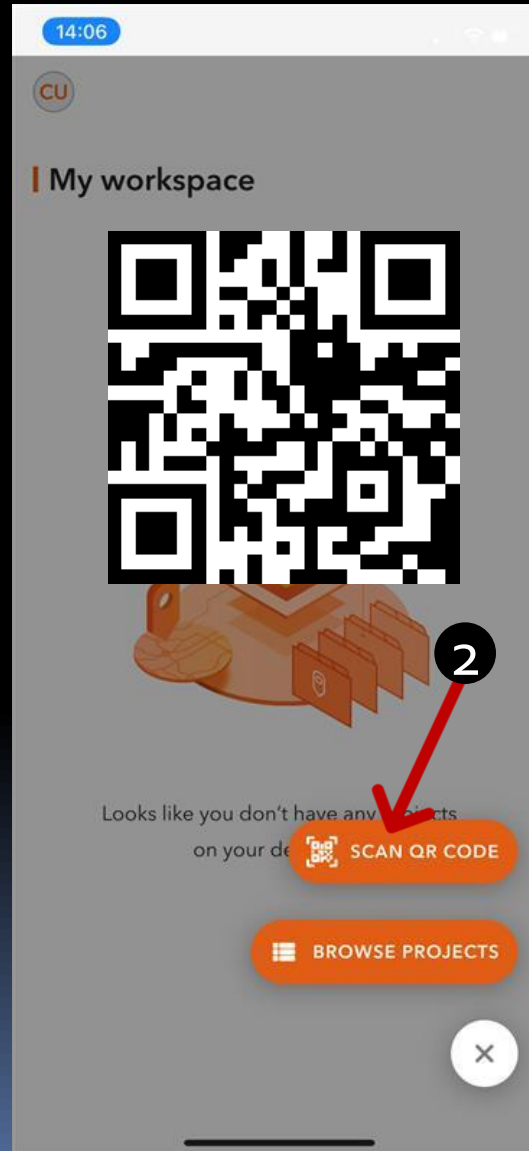 14:06
CU
My workspace
2
Looks like you don't have any
on your de
SCAN QR CODE
BROWSE PROJECTS